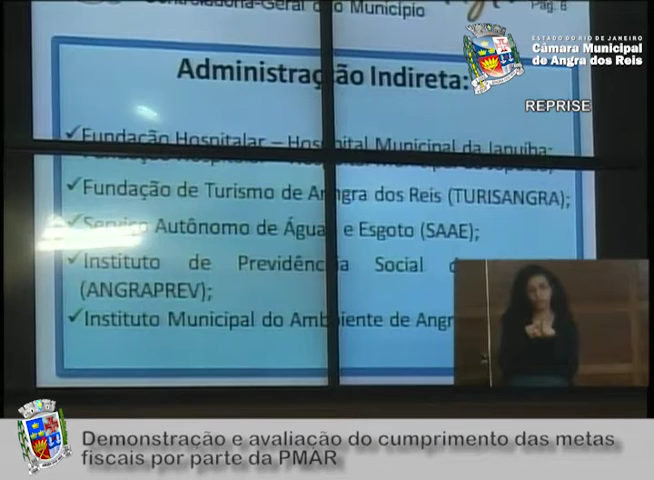 Controladoria-Geral do Município
Pág. 6
ESTADO DO RIO DE JANEIRO
Câmara Municipal
de Angra dos Reis
REPRISE
Administração Indireta:
✓Fundação Hospitalar – Hospital Municipal da Japuíba;
✓Fundação de Turismo de Angra dos Reis (TURISANGRA);
✓Serviço Autônomo de Água e Esgoto (SAAE);
✓Instituto de Previdência Social
(ANGRAPREV);
✓Instituto Municipal do Ambiente de Angr
Demonstração e avaliação do cumprimento das metas
fiscais por parte da PMAR